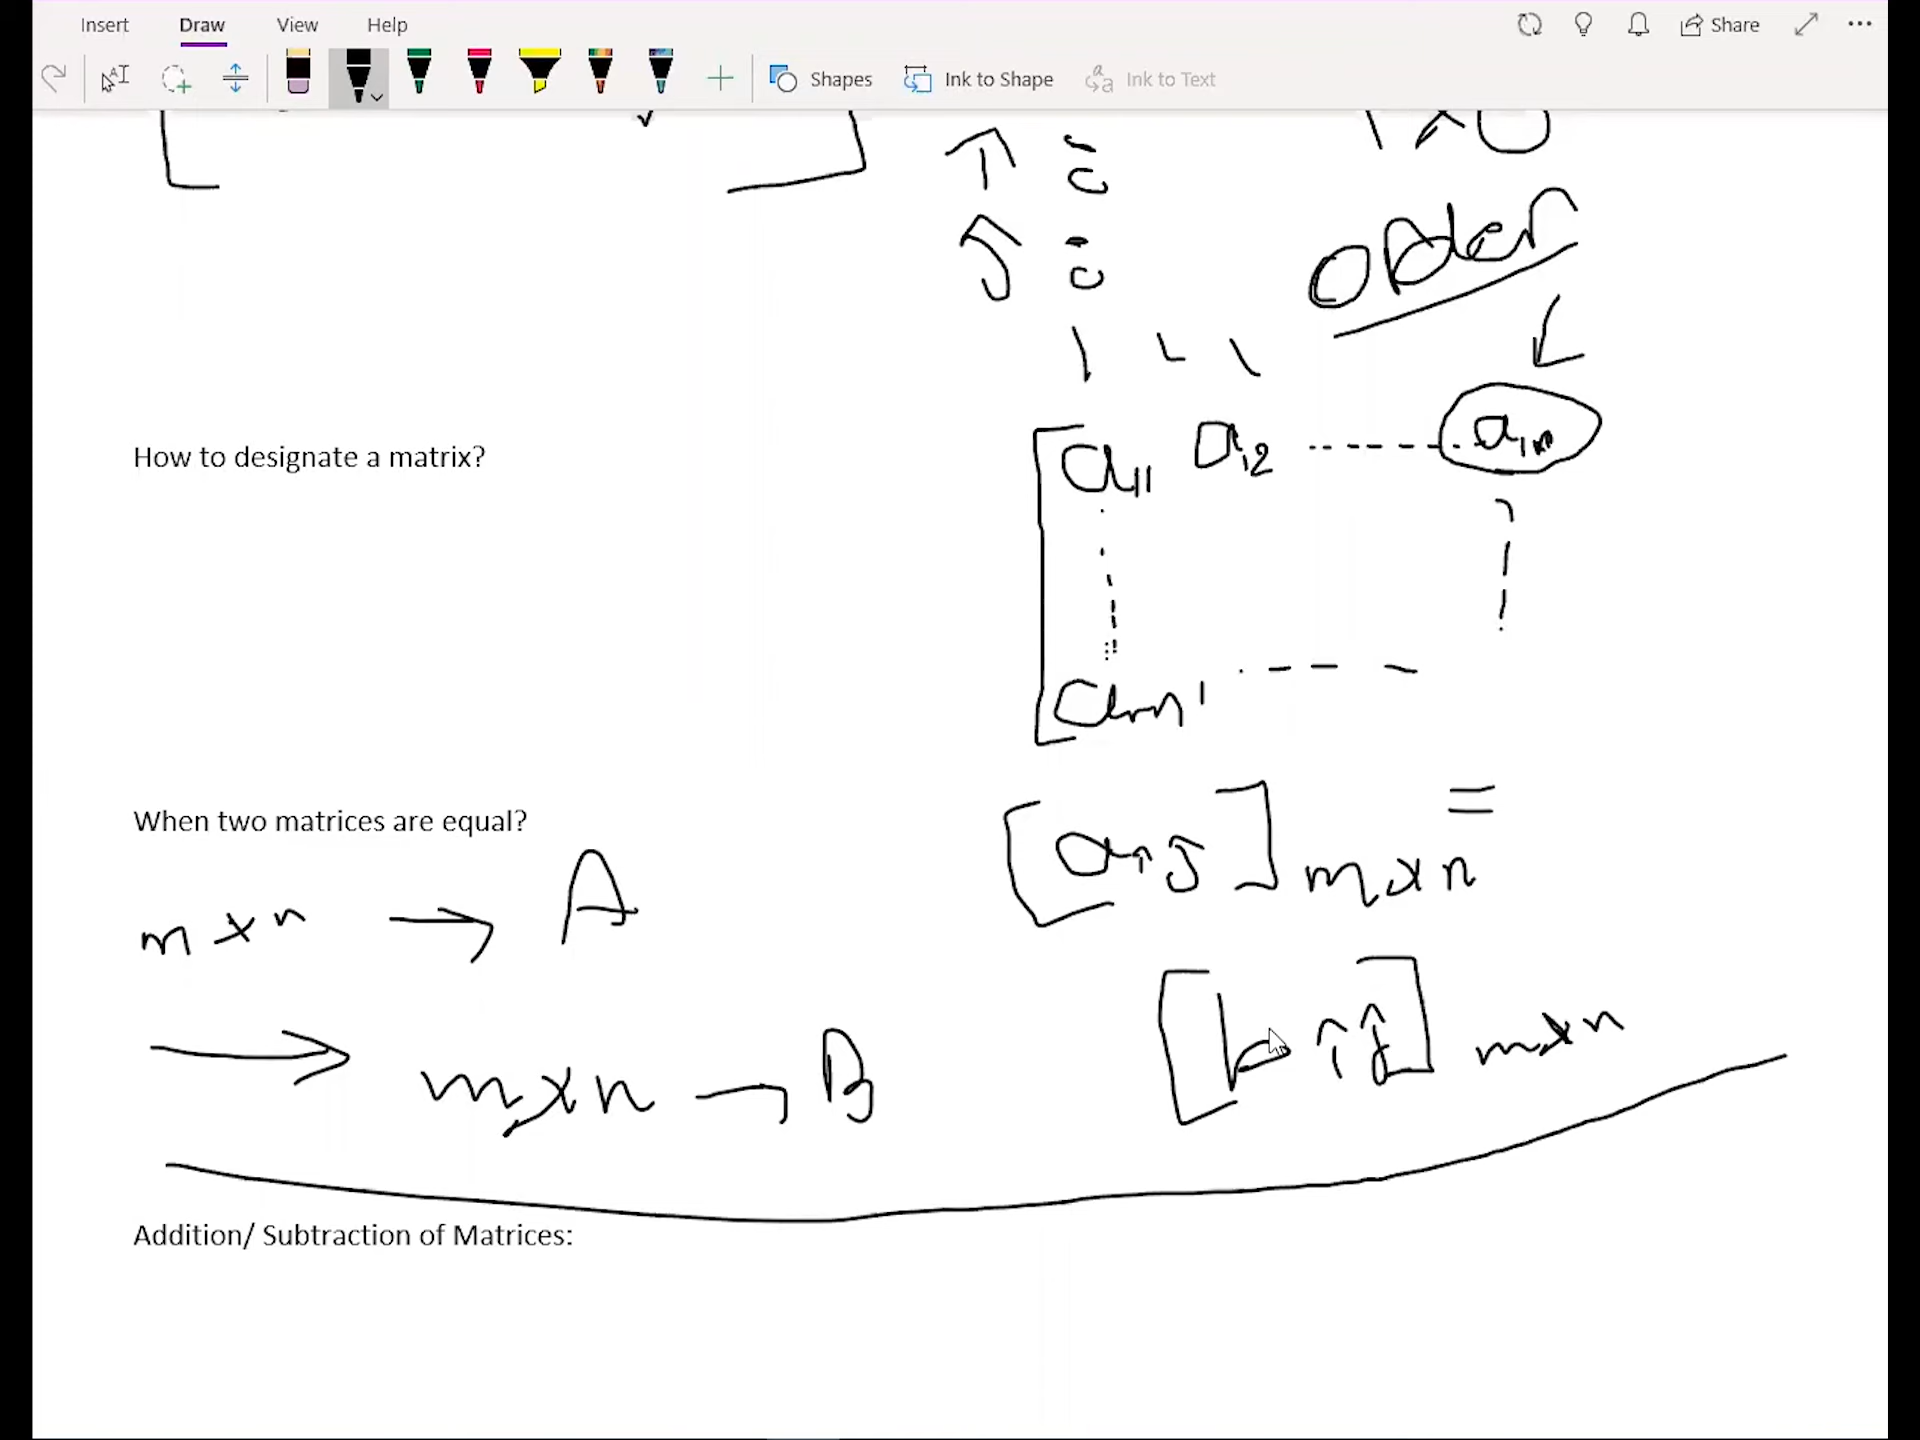 Insert Draw View Help Share
Shapes Ink to Shape Ink to Text
order
How to designate a matrix?
a11 a12 ------- a1n
am1 - - -
When two matrices are equal?
[aij] m×n =
m×n → A
[bij] m×n
→ m×n → B
Addition/ Subtraction of Matrices: